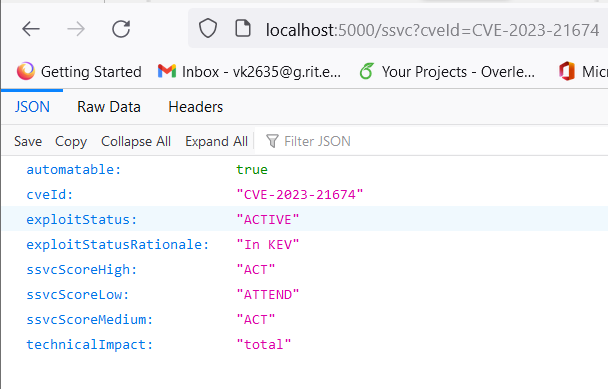 localhost:5000/ssvc?cveId=CVE-2023-21674
Getting Started Inbox - vk2635@g.rit.e... Your Projects - Overle... Micr
JSON Raw Data Headers
Save Copy Collapse All Expand All Filter JSON
automatable: true
cveId: "CVE-2023-21674"
exploitStatus: "ACTIVE"
exploitStatusRationale: "In KEV"
ssvcScoreHigh: "ACT"
ssvcScoreLow: "ATTEND"
ssvcScoreMedium: "ACT"
technicalImpact: "total"